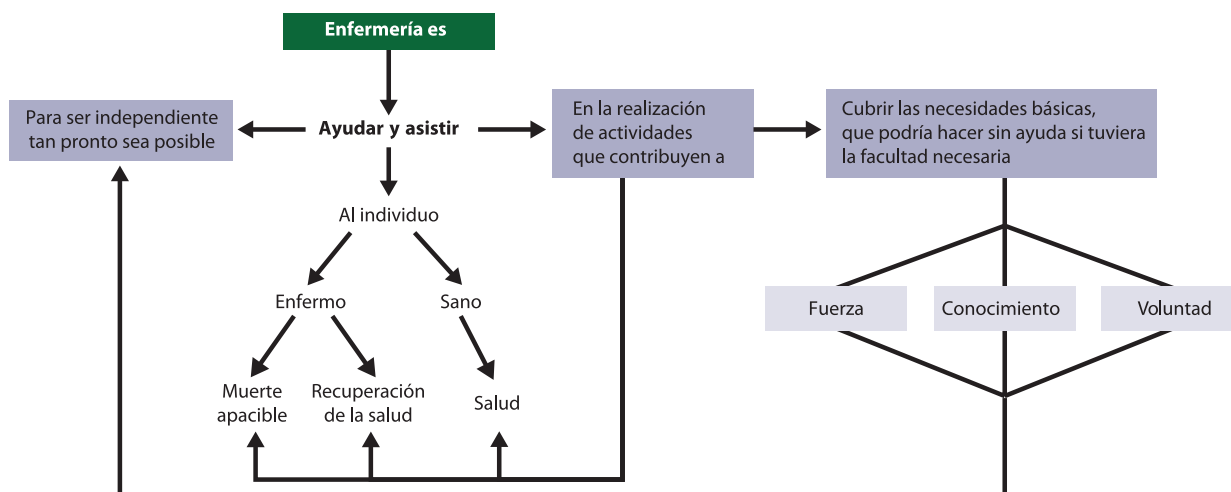 Enfermería es
Para ser independiente
tan pronto sea posible
Ayudar y asistir
En la realización
de actividades
que contribuyen a
Cubrir las necesidades básicas,
que podría hacer sin ayuda si tuviera
la facultad necesaria
Al individuo
Enfermo
Sano
Fuerza
Conocimiento
Voluntad
Muerte
apacible
Recuperación
de la salud
Salud